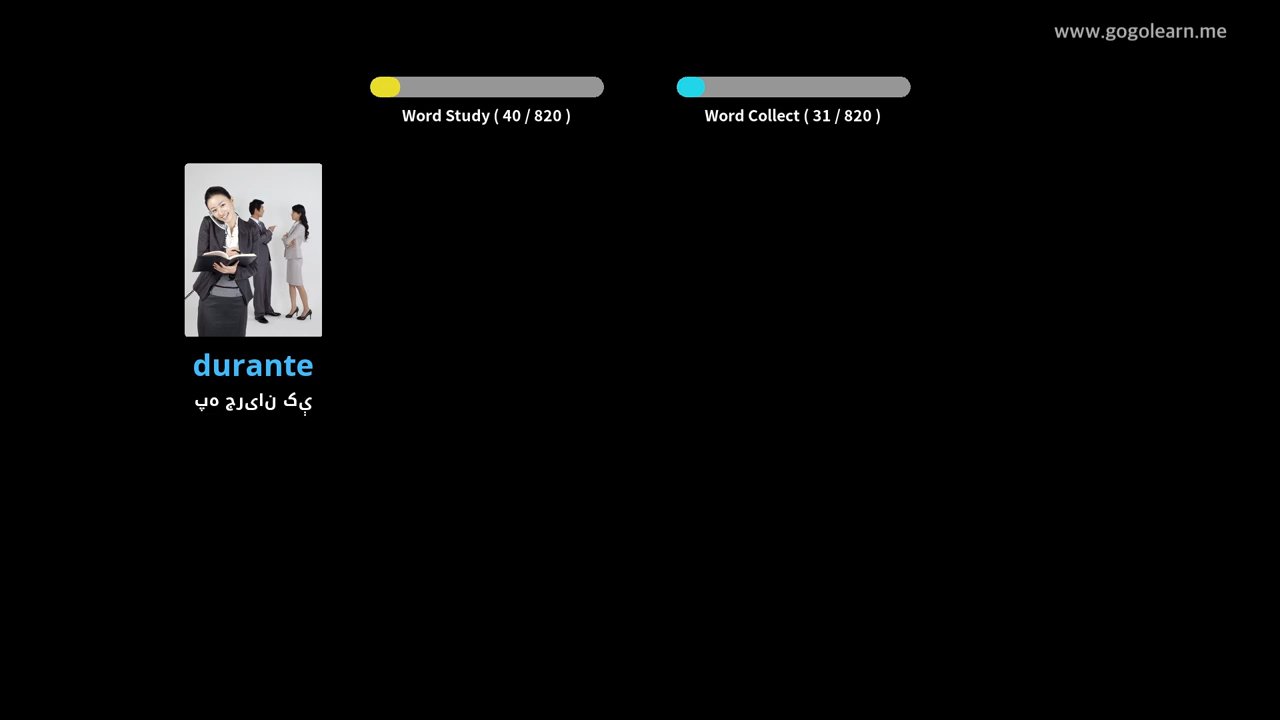 www.gogolearn.me
Word Study ( 40 / 820 )
Word Collect ( 31 / 820 )
durante
په جریان کې